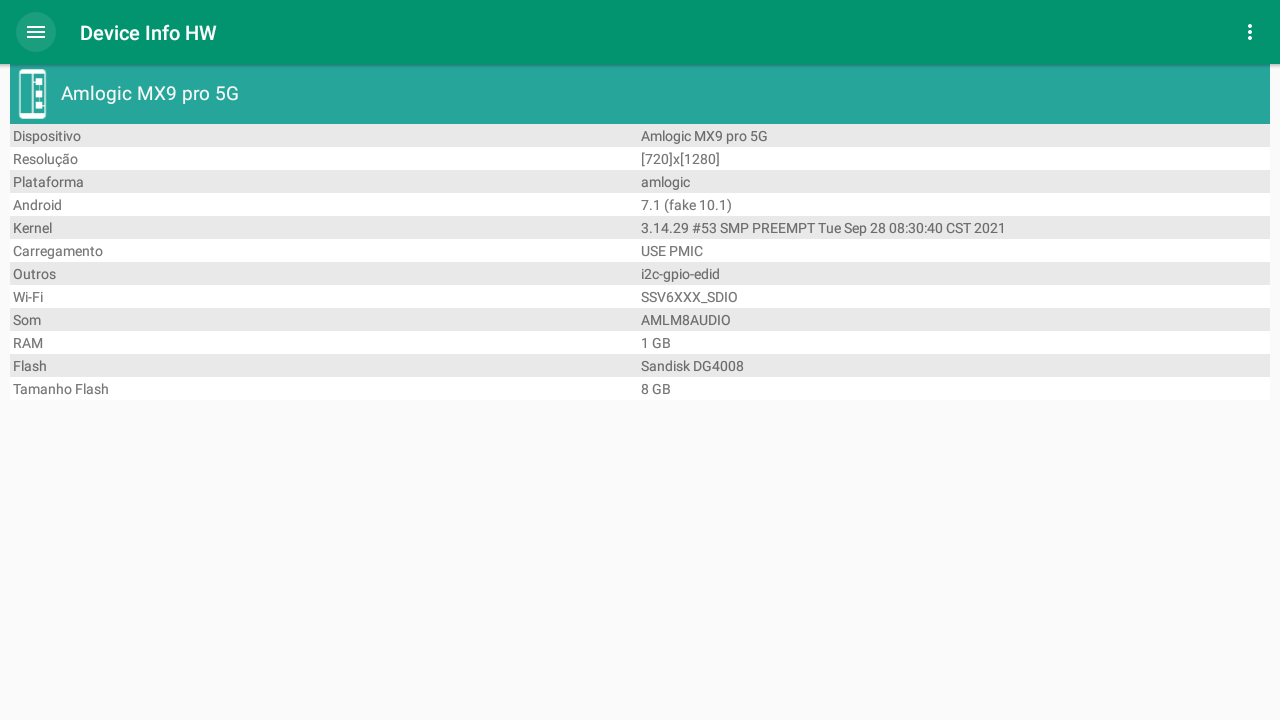 Device Info HW
Amlogic MX9 pro 5G
Dispositivo Amlogic MX9 pro 5G
Resolução [720]x[1280]
Plataforma amlogic
Android 7.1 (fake 10.1)
Kernel 3.14.29 #53 SMP PREEMPT Tue Sep 28 08:30:40 CST 2021
Carregamento USE PMIC
Outros i2c-gpio-edid
Wi-Fi SSV6XXX_SDIO
Som AMLM8AUDIO
RAM 1 GB
Flash Sandisk DG4008
Tamanho Flash 8 GB